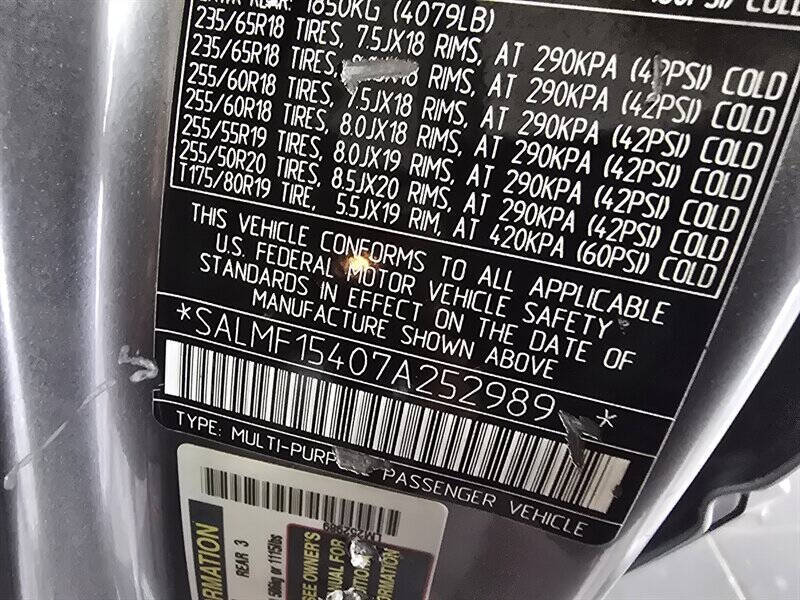 1850KG (4079LB)
235/65R18 TIRES, 7.5JX18 RIMS, AT 290KPA (42PSI) COLD
235/65R18 TIRES, RIMS, AT 290KPA (42PSI) COLD
255/60R18 TIRES, 7.5JX18 RIMS, AT 290KPA (42PSI) COLD
255/60R18 TIRES, 8.0JX18 RIMS, AT 290KPA (42PSI) COLD
255/55R19 TIRES, 8.0JX19 RIMS, AT 290KPA (42PSI) COLD
255/50R20 TIRES, 8.5JX20 RIMS, AT 290KPA (42PSI) COLD
T175/80R19 TIRE, 5.5JX19 RIM, AT 420KPA (60PSI) COLD
THIS VEHICLE CONFORMS TO ALL APPLICABLE
U.S. FEDERAL MOTOR VEHICLE SAFETY
STANDARDS IN EFFECT ON THE DATE OF
MANUFACTURE SHOWN ABOVE
*SALMF15407A252989 *
TYPE: MULTI-PURPOSE PASSENGER VEHICLE
REAR 3
SEE OWNER'S
MANUAL FOR